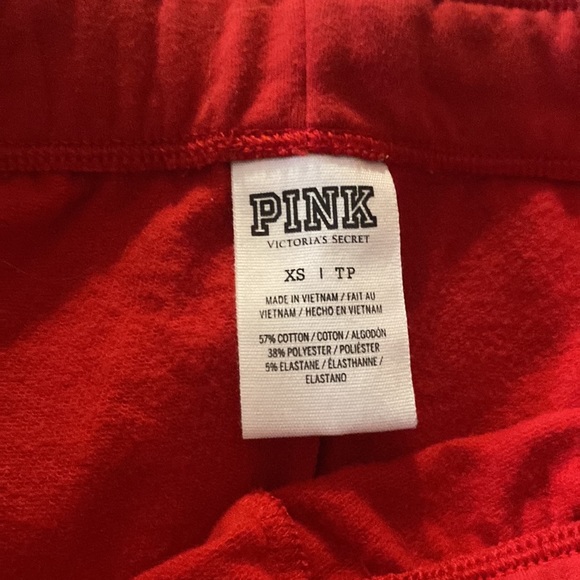 PINK
VICTORIA'S SECRET
XS | TP
MADE IN VIETNAM / FAIT AU
VIETNAM / HECHO EN VIETNAM
57% COTTON / COTON / ALGODÓN
38% POLYESTER / POLIÉSTER
5% ELASTANE / ÉLASTHANNE /
ELASTANO